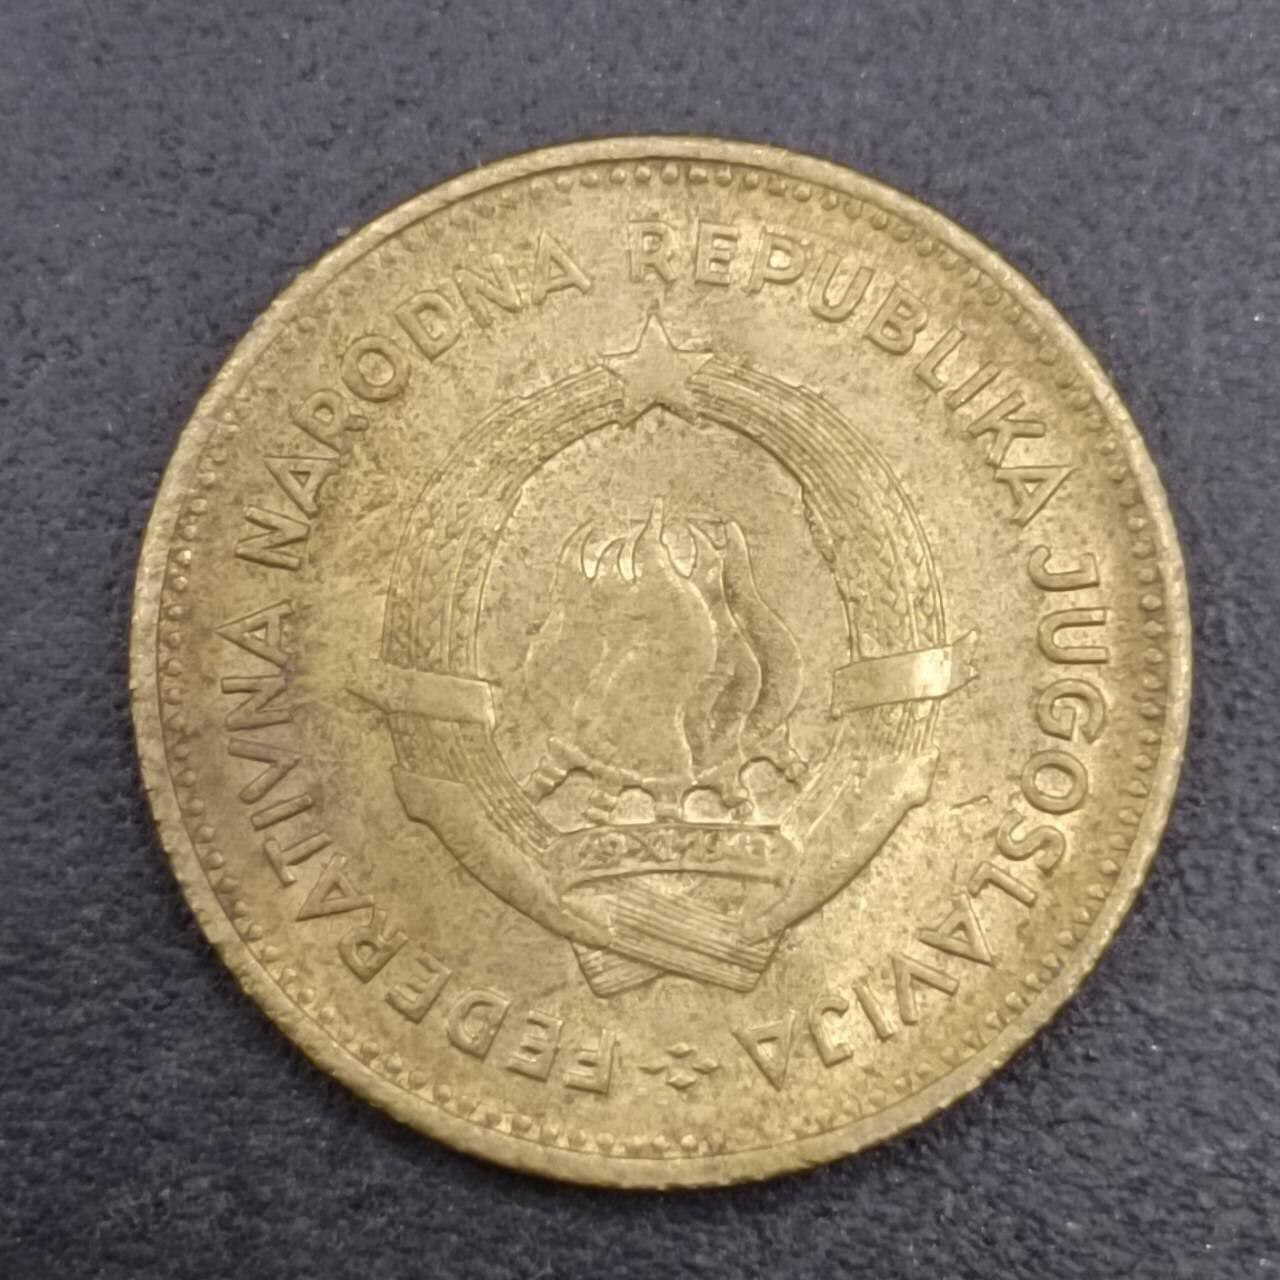 FEDERATIVNA NARODNA REPUBLIKA JUGOSLAVIJA
29·XI·1943